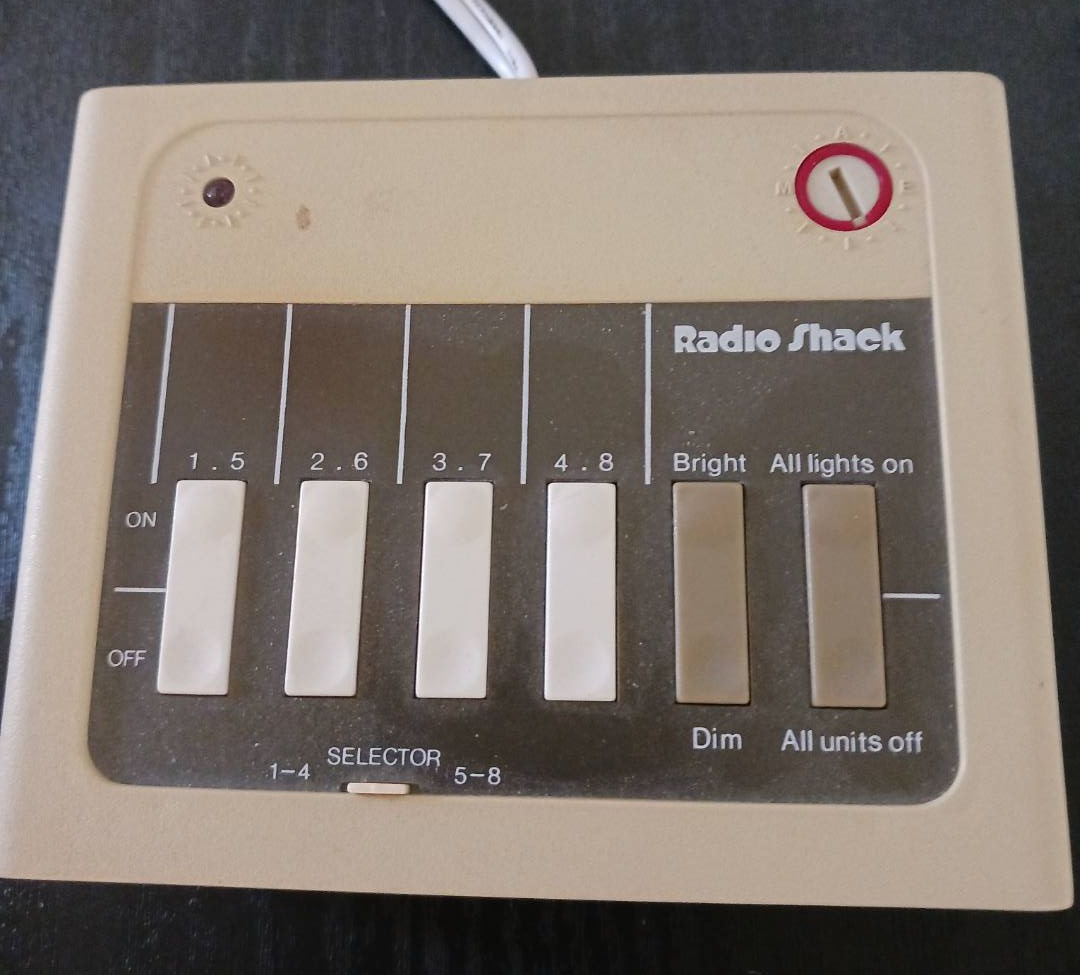 A
E
M
I
Radio Shack
1 . 5
2 . 6
3 . 7
4 . 8
Bright
All lights on
ON
OFF
Dim
All units off
SELECTOR
1–4
5–8